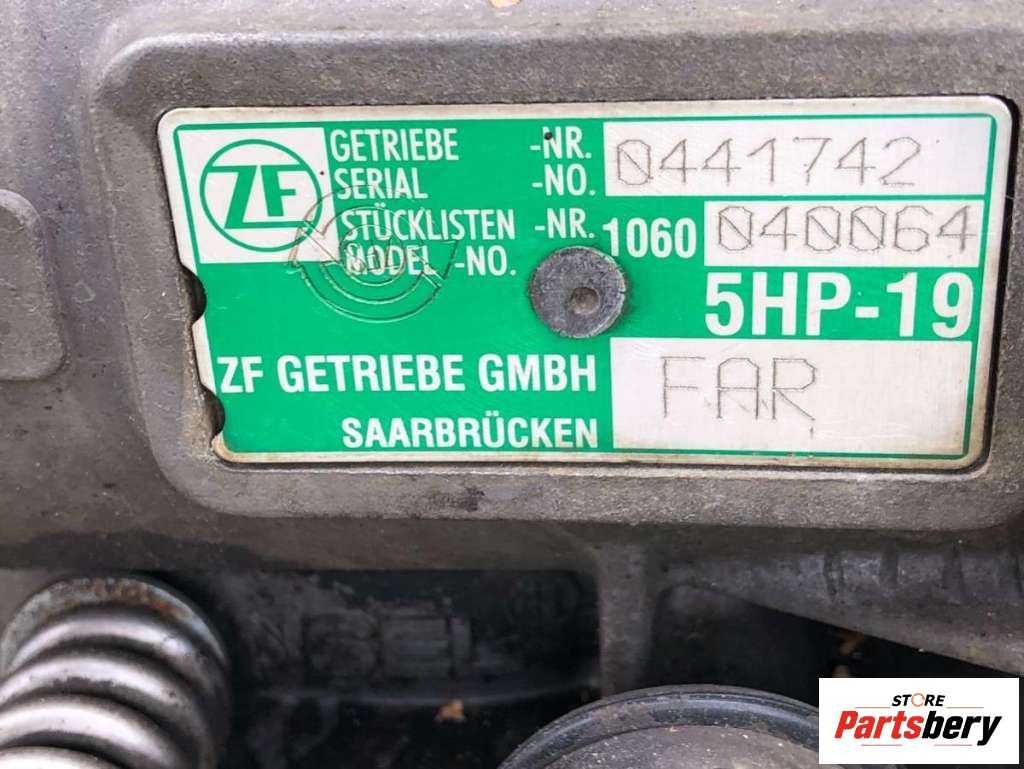 ZF
GETRIEBE -NR. 0441742
SERIAL -NO.
STÜCKLISTEN -NR. 1060 040064
MODEL -NO.
5HP-19
ZF GETRIEBE GMBH FAR
SAARBRÜCKEN
STORE
Partsbery